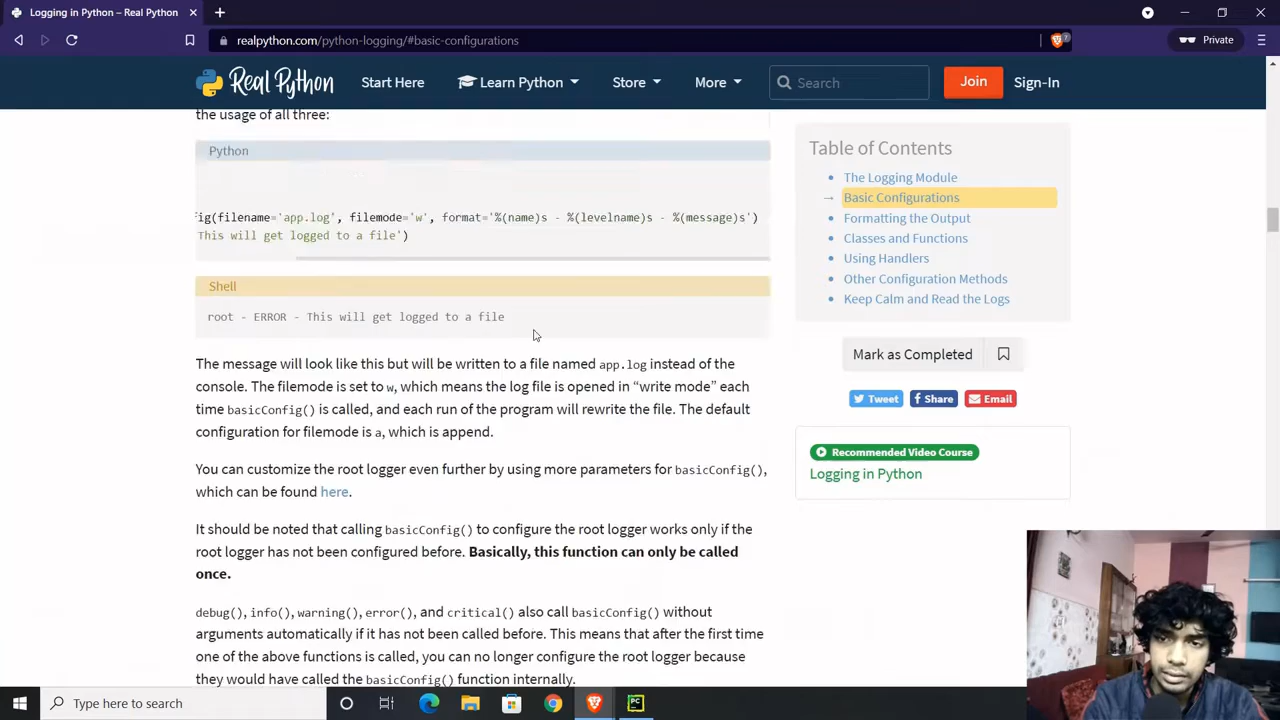 Logging in Python – Real Python
realpython.com/python-logging/#basic-configurations
7
Private
Real Python
Start Here
Learn Python
Store
More
Search
Join
Sign-In
the usage of all three:
Python
fig(filename='app.log', filemode='w', format='%(name)s - %(levelname)s - %(message)s')
This will get logged to a file')
Shell
root - ERROR - This will get logged to a file
The message will look like this but will be written to a file named app.log instead of the
console. The filemode is set to w, which means the log file is opened in “write mode” each
time basicConfig() is called, and each run of the program will rewrite the file. The default
configuration for filemode is a, which is append.
You can customize the root logger even further by using more parameters for basicConfig(),
which can be found here.
It should be noted that calling basicConfig() to configure the root logger works only if the
root logger has not been configured before. Basically, this function can only be called
once.
debug(), info(), warning(), error(), and critical() also call basicConfig() without
arguments automatically if it has not been called before. This means that after the first time
one of the above functions is called, you can no longer configure the root logger because
they would have called the basicConfig() function internally.
Table of Contents
The Logging Module
Basic Configurations
Formatting the Output
Classes and Functions
Using Handlers
Other Configuration Methods
Keep Calm and Read the Logs
Mark as Completed
Tweet
Share
Email
Recommended Video Course
Logging in Python
Type here to search
PC